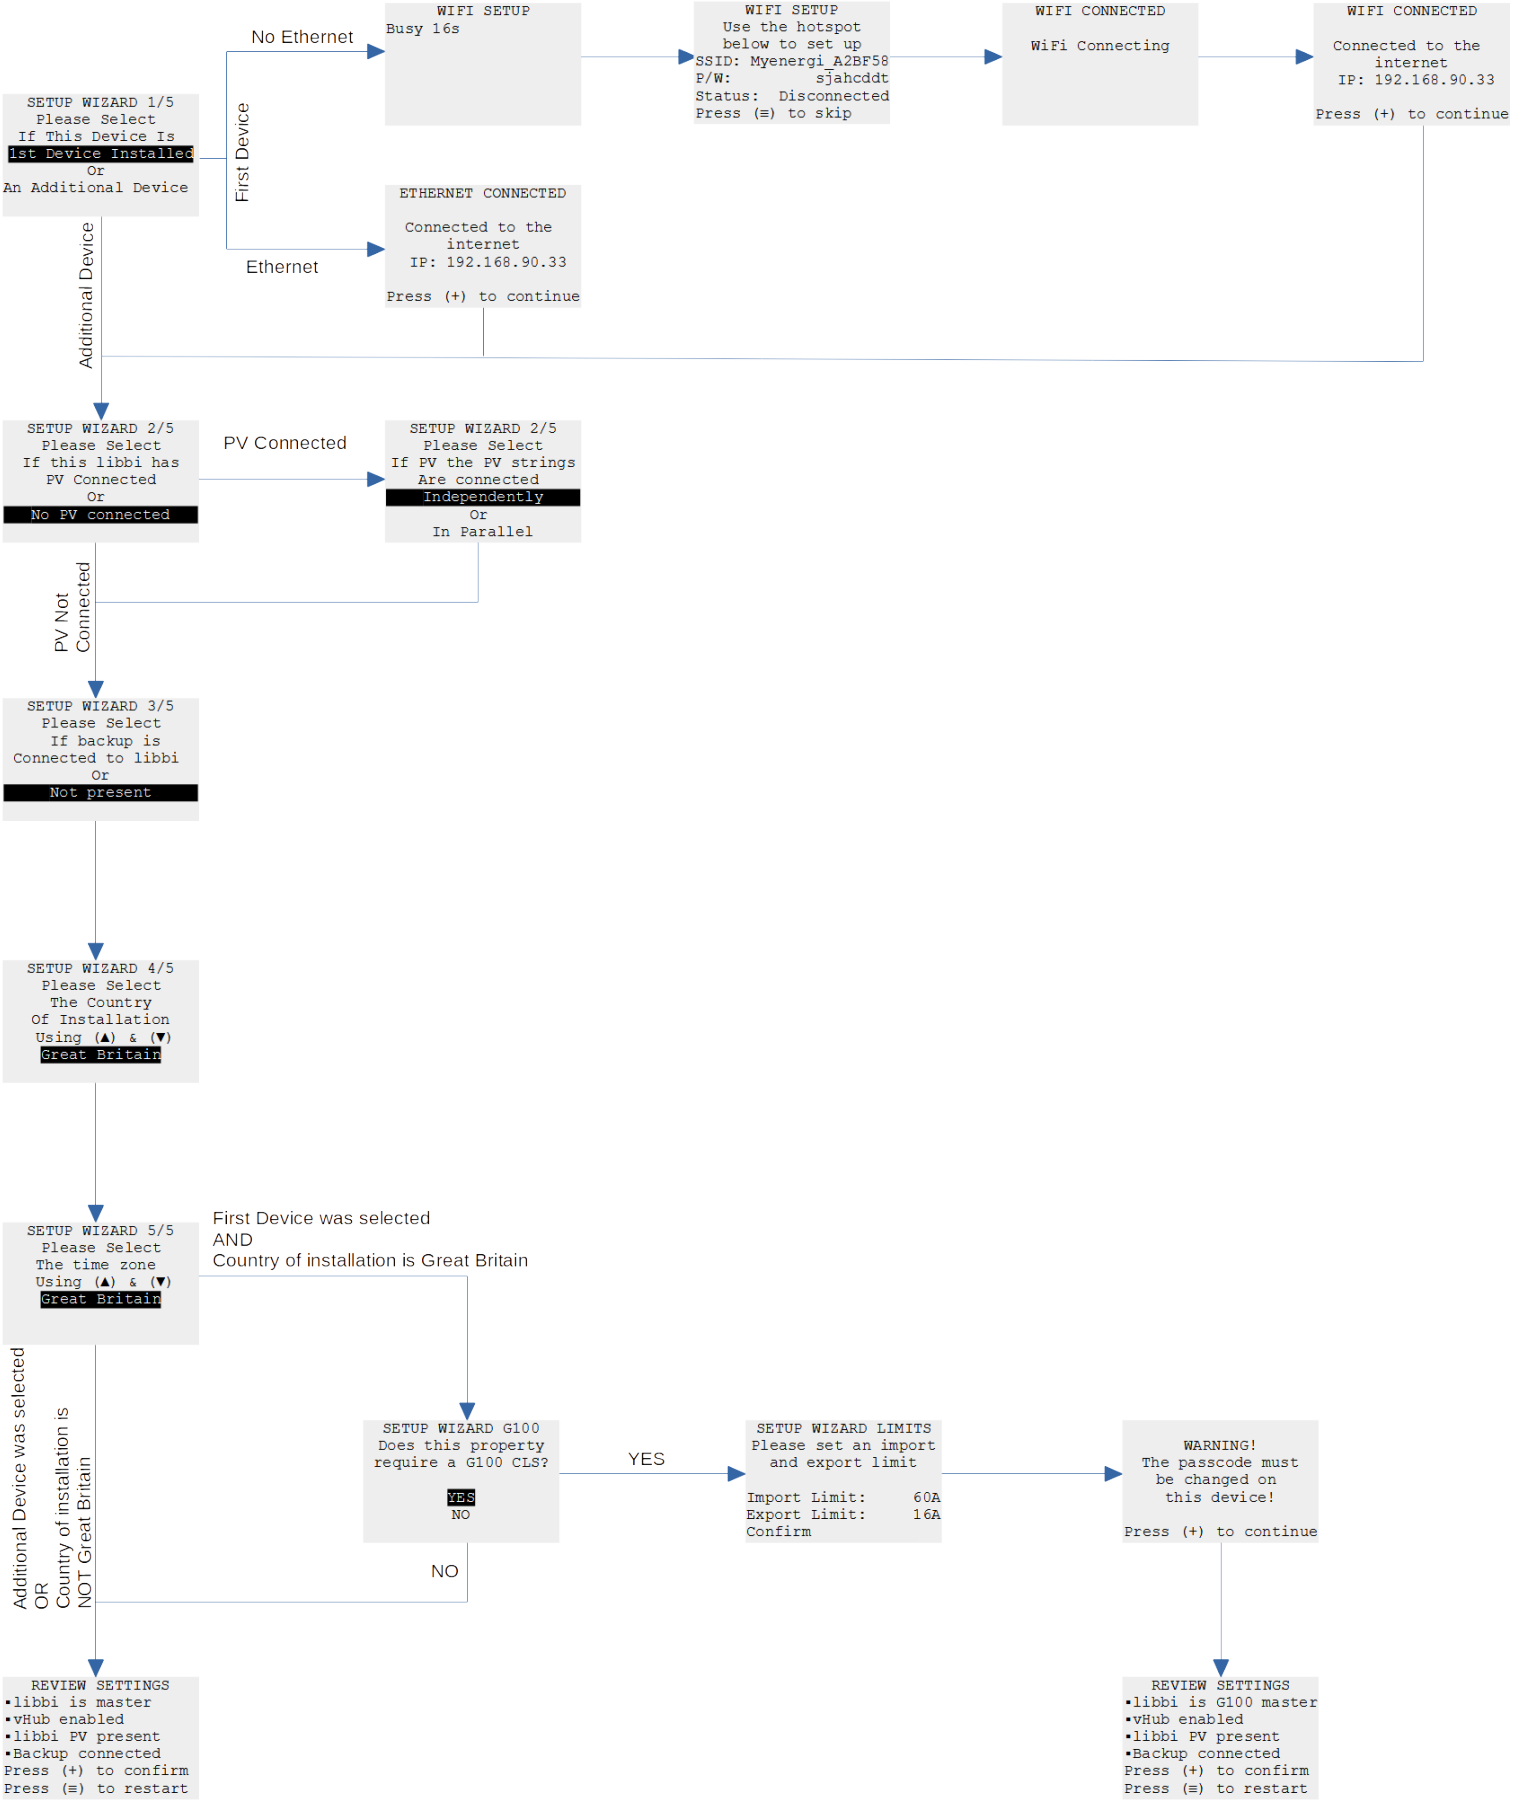 SETUP WIZARD 1/5
Please Select
If This Device Is
1st Device Installed
Or
An Additional Device
No Ethernet
First Device
Ethernet
Additional Device
WIFI SETUP
Busy 16s
WIFI SETUP
Use the hotspot
below to set up
SSID: Myenergi_A2BF58
P/W: sjahcddt
Status: Disconnected
Press (≡) to skip
WIFI CONNECTED
WiFi Connecting
WIFI CONNECTED
Connected to the
internet
IP: 192.168.90.33
Press (+) to continue
ETHERNET CONNECTED
Connected to the
internet
IP: 192.168.90.33
Press (+) to continue
SETUP WIZARD 2/5
Please Select
If this libbi has
PV Connected
Or
No PV connected
PV Connected
SETUP WIZARD 2/5
Please Select
If PV the PV strings
Are connected
Independently
Or
In Parallel
PV Not
Connected
SETUP WIZARD 3/5
Please Select
If backup is
Connected to libbi
Or
Not present
SETUP WIZARD 4/5
Please Select
The Country
Of Installation
Using (▲) & (▼)
Great Britain
SETUP WIZARD 5/5
Please Select
The time zone
Using (▲) & (▼)
Great Britain
First Device was selected
AND
Country of installation is Great Britain
Additional Device was selected
OR
Country of installation is
NOT Great Britain
SETUP WIZARD G100
Does this property
require a G100 CLS?
YES
NO
YES
NO
SETUP WIZARD LIMITS
Please set an import
and export limit
Import Limit: 60A
Export Limit: 16A
Confirm
WARNING!
The passcode must
be changed on
this device!
Press (+) to continue
REVIEW SETTINGS
▪libbi is master
▪vHub enabled
▪libbi PV present
▪Backup connected
Press (+) to confirm
Press (≡) to restart
REVIEW SETTINGS
▪libbi is G100 master
▪vHub enabled
▪libbi PV present
▪Backup connected
Press (+) to confirm
Press (≡) to restart